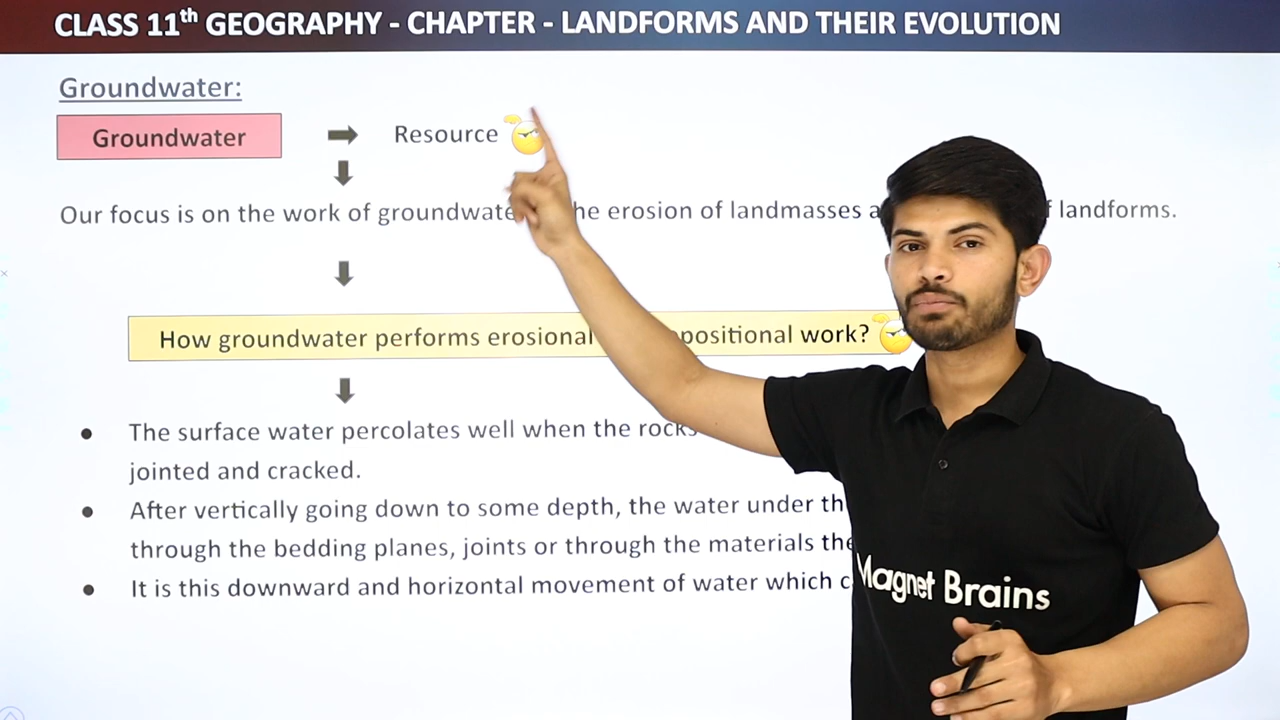 CLASS 11th GEOGRAPHY - CHAPTER - LANDFORMS AND THEIR EVOLUTION
Groundwater:
Groundwater
Resource
Our focus is on the work of groundwate he erosion of landmasses a f landforms.
How groundwater performs erosional positional work?
The surface water percolates well when the rocks
jointed and cracked.
After vertically going down to some depth, the water under th
through the bedding planes, joints or through the materials the
It is this downward and horizontal movement of water which c
Magnet Brains